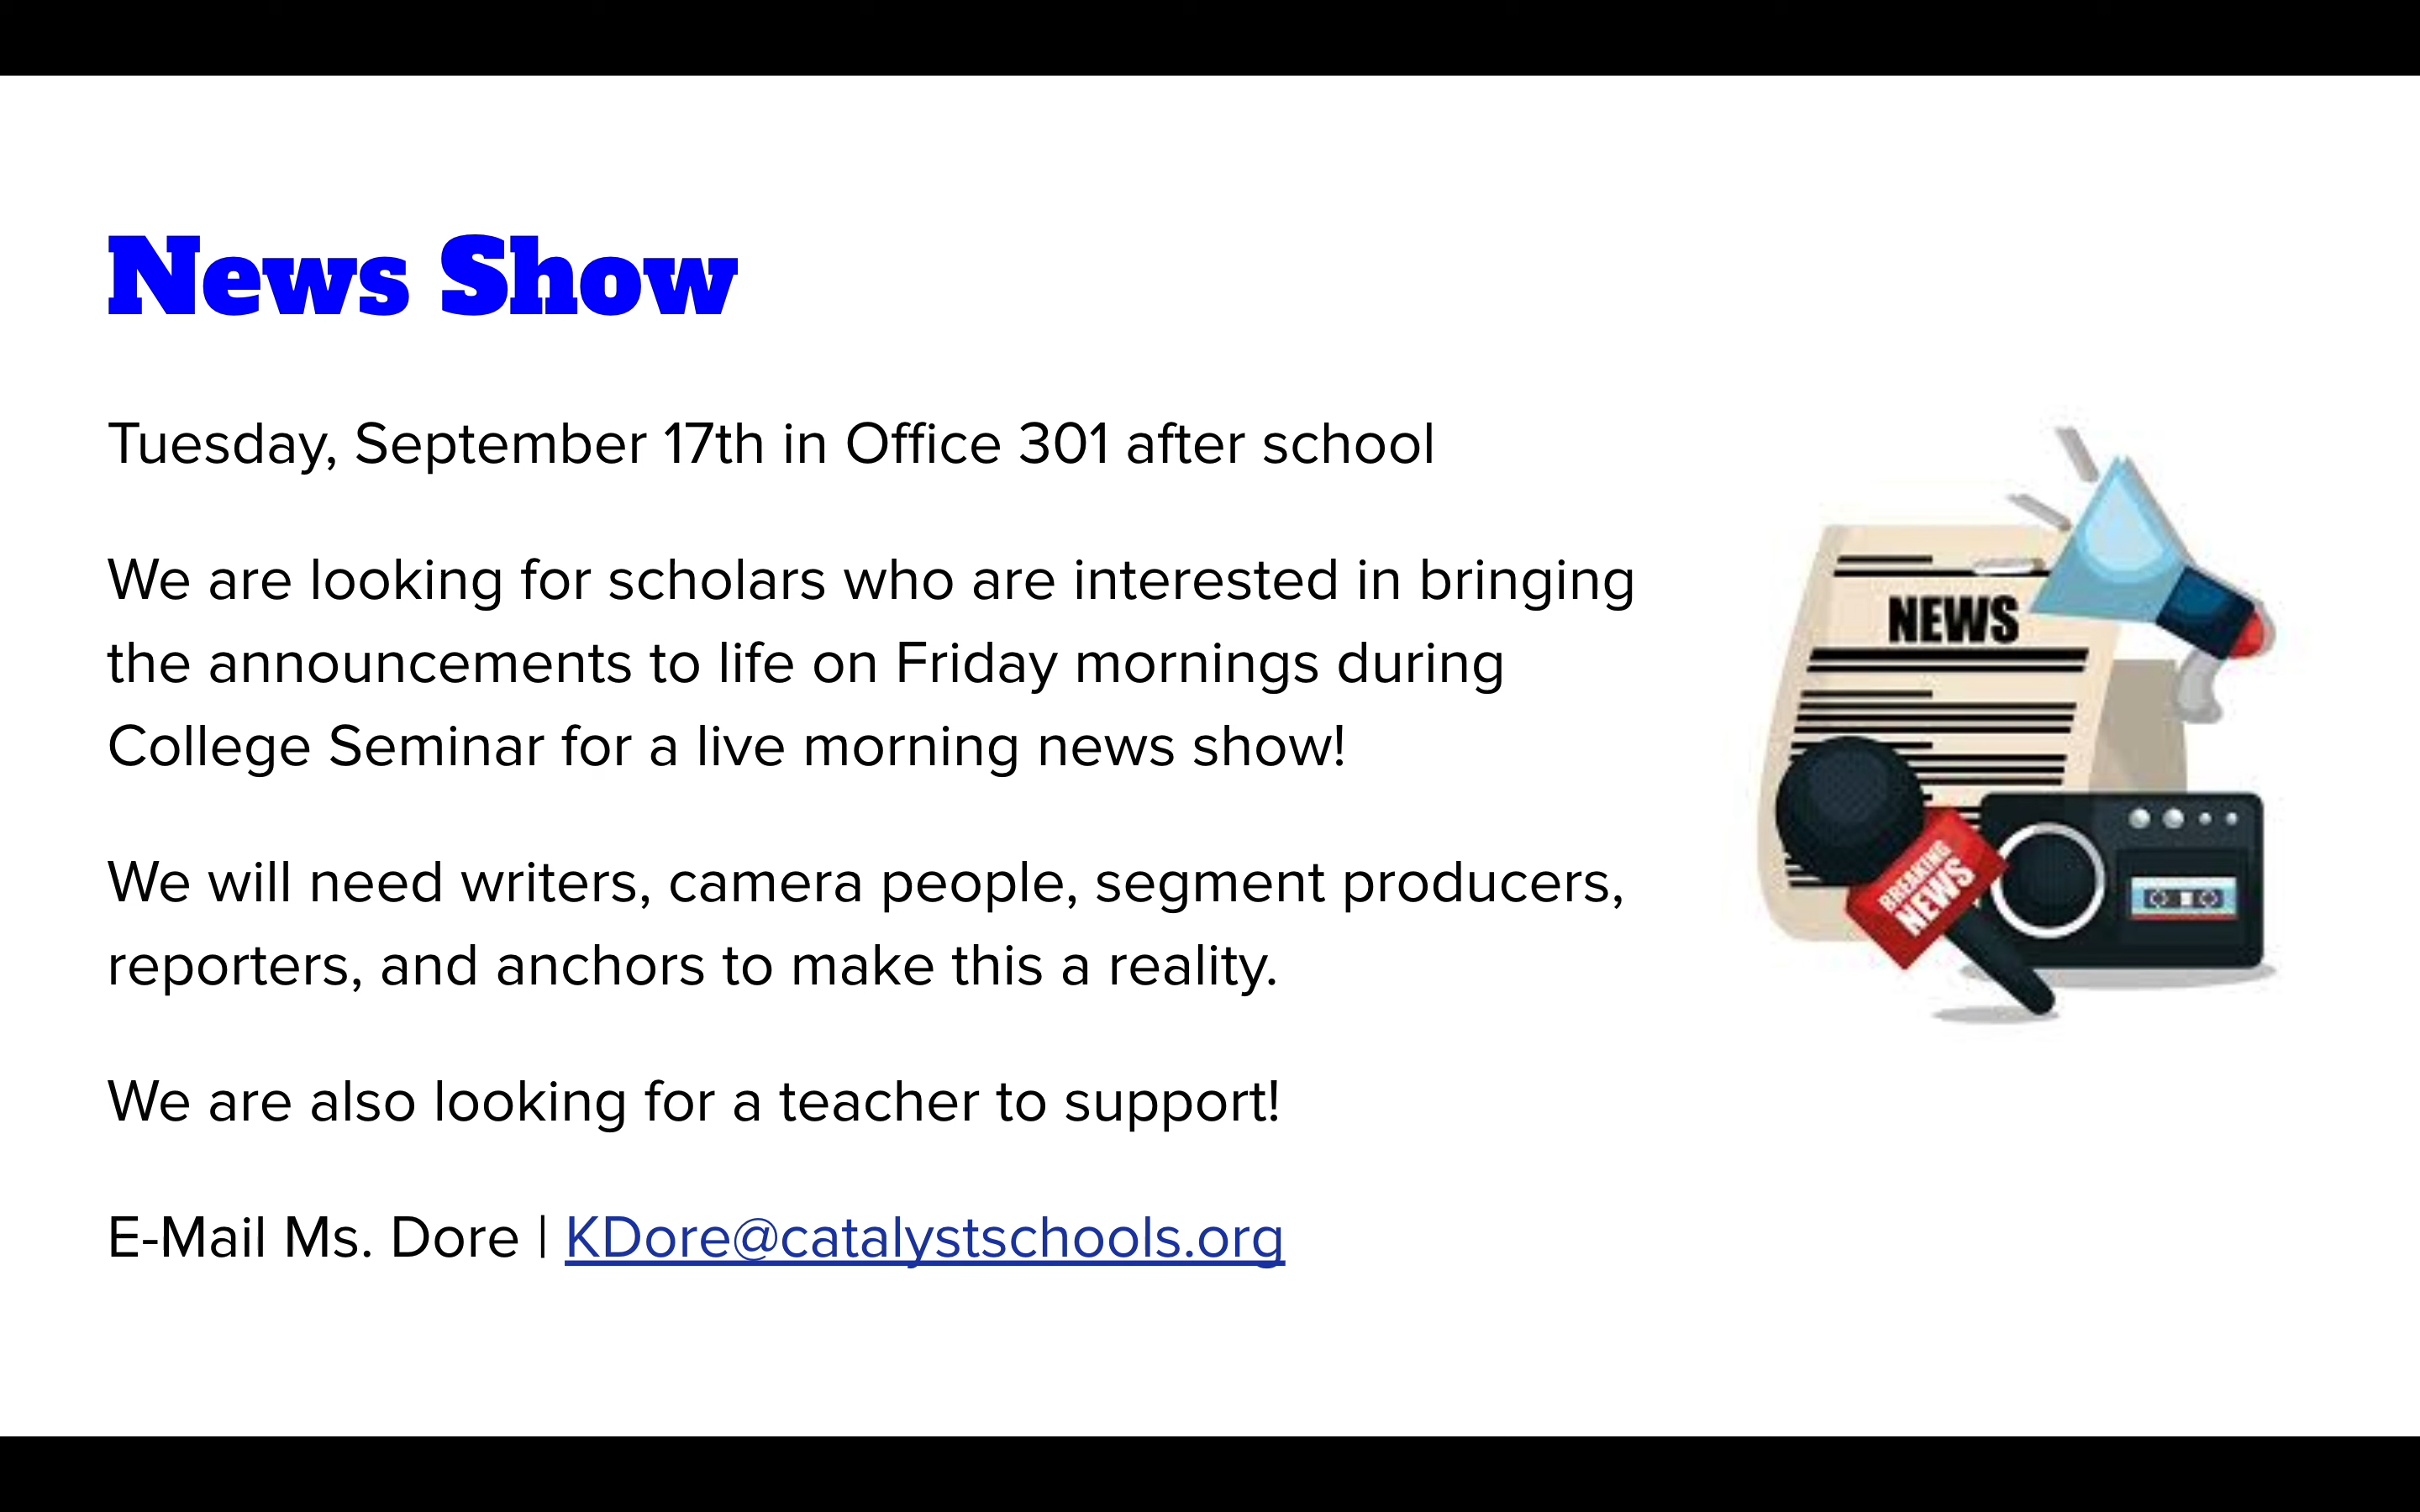 News Show
Tuesday, September 17th in Office 301 after school
We are looking for scholars who are interested in bringing
the announcements to life on Friday mornings during
College Seminar for a live morning news show!
We will need writers, camera people, segment producers,
reporters, and anchors to make this a reality.
We are also looking for a teacher to support!
E-Mail Ms. Dore | KDore@catalystschools.org
NEWS
BREAKING
NEWS